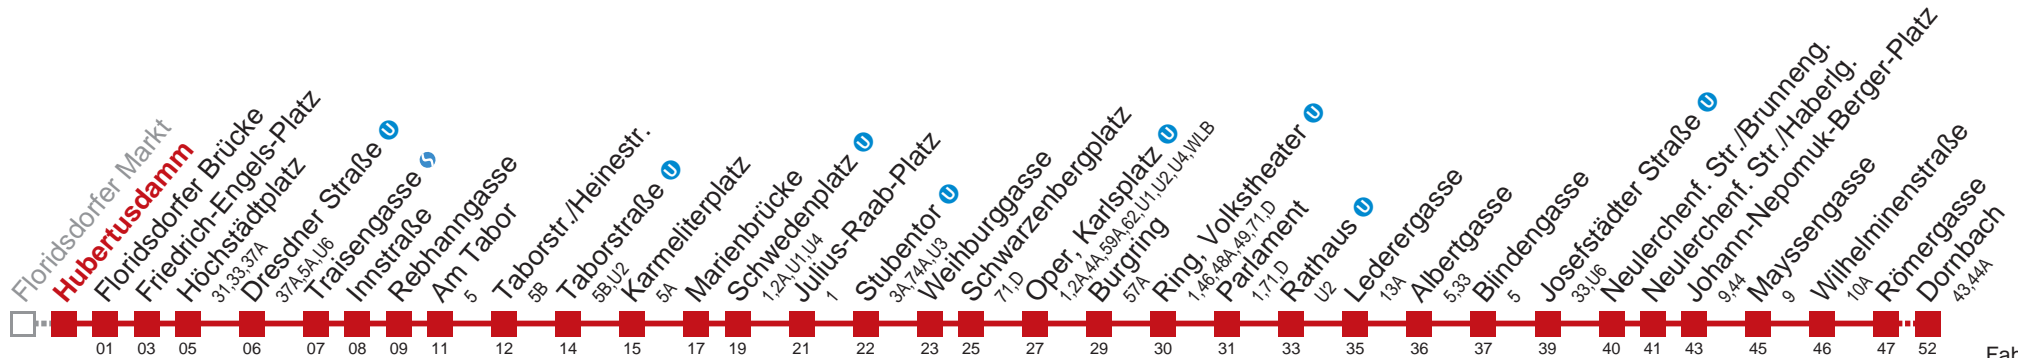 Floridsdorfer Markt
Hubertusdamm
Floridsdorfer Brücke
Friedrich-Engels-Platz
Höchstädtplatz
31,33,37A
Dresdner Straße U
37A,5A,U6
Traisengasse S
Innstraße
Rebhanngasse
Am Tabor
5
Taborstr./Heinestr.
5B
Taborstraße U
5B,U2
Karmeliterplatz
5A
Marienbrücke
Schwedenplatz U
1,2A,U1,U4
Julius-Raab-Platz
1
Stubentor U
3A,74A,U3
Weihburggasse
Schwarzenbergplatz
71,D
Oper, Karlsplatz U
1,2A,4A,59A,62,U1,U2,U4,WLB
Burgring
57A
Ring, Volkstheater U
1,46,48A,49,71,D
Parlament
1,71,D
Rathaus U
U2
Lederergasse
13A
Albertgasse
5,33
Blindengasse
5
Josefstädter Straße U
33,U6
Neulerchenf. Str./Brunneng.
Neulerchenf. Str./Haberlg.
Johann-Nepomuk-Berger-Platz
9,44
Mayssengasse
9
Wilhelminenstraße
10A
Römergasse
Dornbach
43,44A
01 03 05 06 07 08 09 11 12 14 15 17 19 21 22 23 25 27 29 30 31 33 35 36 37 39 40 41 43 45 46 47 52
Fah